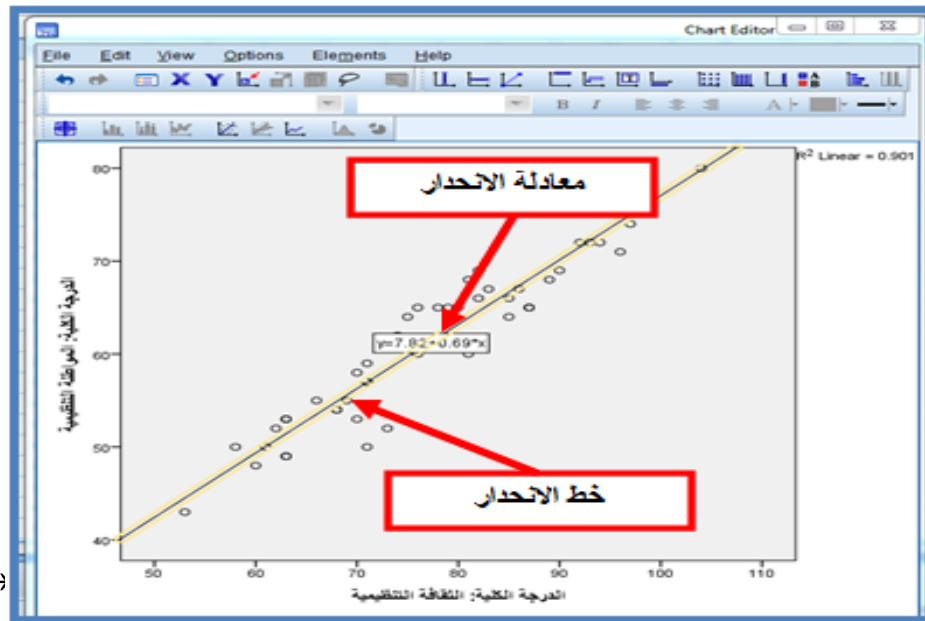 Chart Editor
File Edit View Options Elements Help
X Y
B I A
R² Linear = 0.901
معادلة الانحدار
80
70
60
50
40
y=7.82+0.69*x
خط الانحدار
الدرجة الكلية: المواطنة التنظيمية
50 60 70 80 90 100 110
الدرجة الكلية: الثقافة التنظيمية